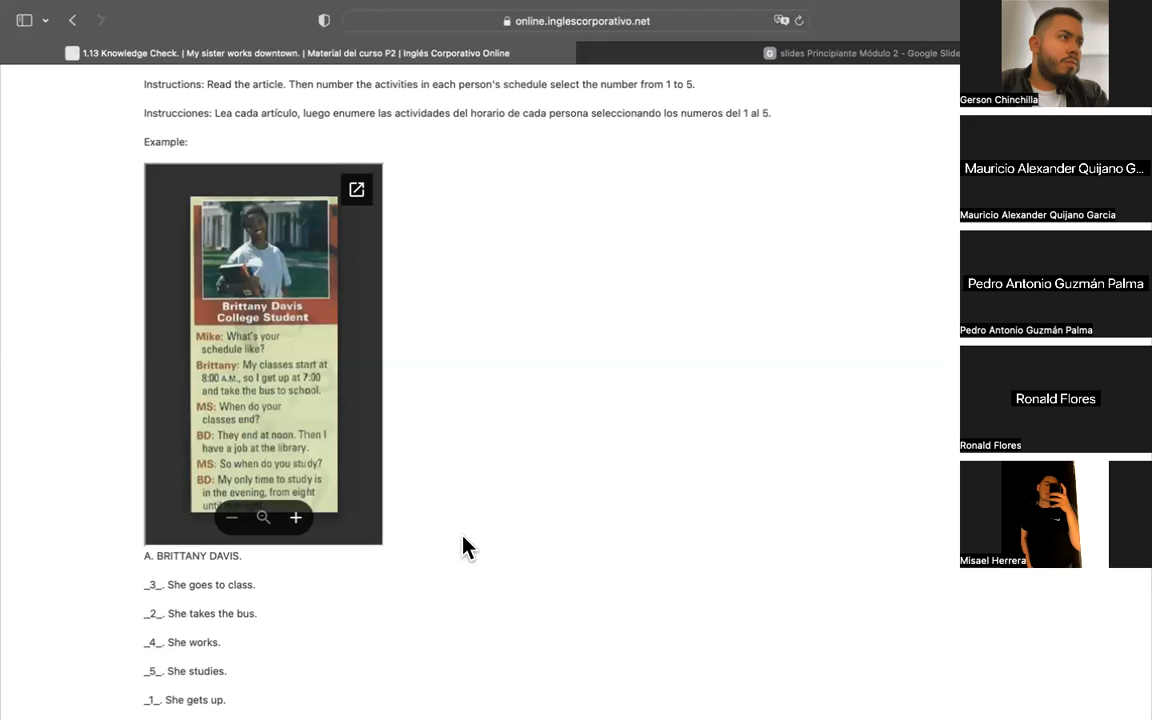 online.inglescorporativo.net
1.13 Knowledge Check. | My sister works downtown. | Material del curso P2 | Inglés Corporativo Online
slides Principiante Módulo 2 - Google Slide
Instructions: Read the article. Then number the activities in each person's schedule select the number from 1 to 5.
Instrucciones: Lea cada artículo, luego enumere las actividades del horario de cada persona seleccionando los numeros del 1 al 5.
Example:
Brittany Davis
College Student
Mike: What's your
schedule like?
Brittany: My classes start at
8:00 A.M., so I get up at 7:00
and take the bus to school.
MS: When do your
classes end?
BD: They end at noon. Then I
have a job at the library.
MS: So when do you study?
BD: My only time to study is
in the evening, from eight
A. BRITTANY DAVIS.
_3_. She goes to class.
_2_. She takes the bus.
_4_. She works.
_5_. She studies.
_1_. She gets up.
Gerson Chinchilla
Mauricio Alexander Quijano G...
Mauricio Alexander Quijano Garcia
Pedro Antonio Guzmán Palma
Pedro Antonio Guzmán Palma
Ronald Flores
Ronald Flores
Misael Herrera